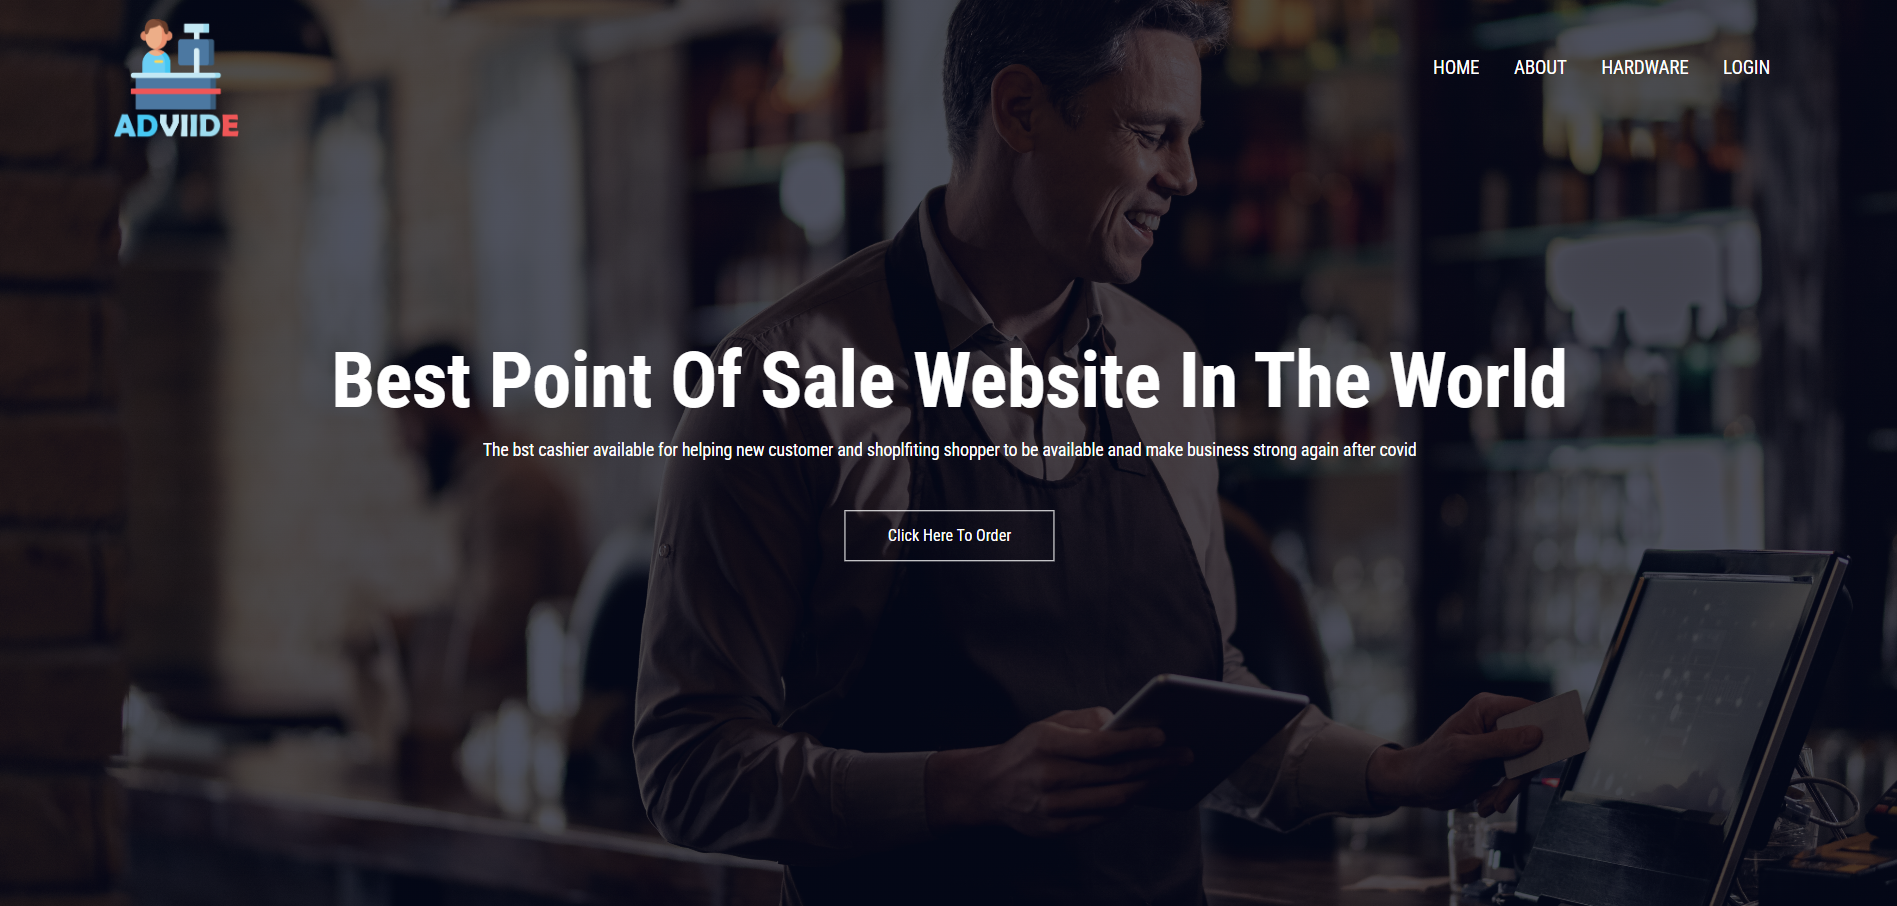 ADVIIDE
HOME ABOUT HARDWARE LOGIN
Best Point Of Sale Website In The World
The bst cashier available for helping new customer and shoplfiting shopper to be available anad make business strong again after covid
Click Here To Order